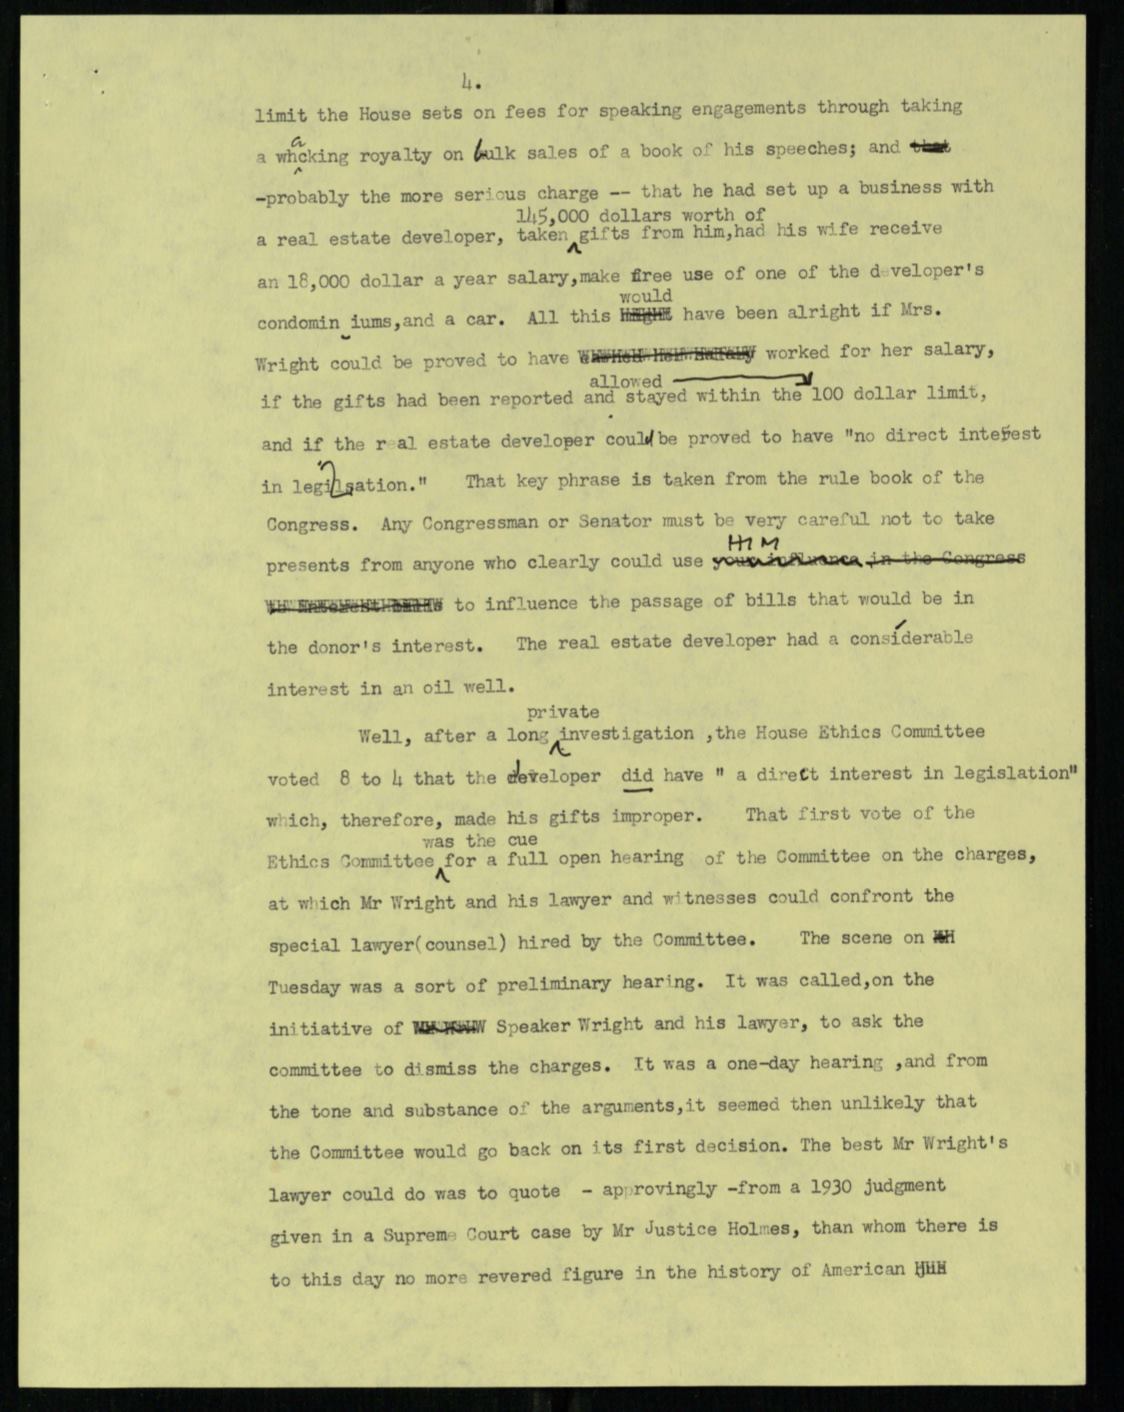 4.
limit the House sets on fees for speaking engagements through taking
a
a whcking royalty on bulk sales of a book of his speeches; and that
-probably the more serious charge -- that he had set up a business with
145,000 dollars worth of
a real estate developer, taken gifts from him,had his wife receive
an 18,000 dollar a year salary,make free use of one of the developer's
would
condomin iums,and a car. All this might have been alright if Mrs.
Wright could be proved to have worked for her salary,
allowed
if the gifts had been reported and stayed within the 100 dollar limit,
and if the real estate developer could be proved to have "no direct interest
in legilsation." That key phrase is taken from the rule book of the
Congress. Any Congressman or Senator must be very careful not to take
HIM
presents from anyone who clearly could use your influence in the Congress
to influence the passage of bills that would be in
the donor's interest. The real estate developer had a considerable
interest in an oil well.
private
Well, after a long investigation ,the House Ethics Committee
voted 8 to 4 that the developer did have " a direct interest in legislation"
which, therefore, made his gifts improper. That first vote of the
was the cue
Ethics Committee for a full open hearing of the Committee on the charges,
at which Mr Wright and his lawyer and witnesses could confront the
special lawyer(counsel) hired by the Committee. The scene on
Tuesday was a sort of preliminary hearing. It was called,on the
initiative of Speaker Wright and his lawyer, to ask the
committee to dismiss the charges. It was a one-day hearing ,and from
the tone and substance of the arguments,it seemed then unlikely that
the Committee would go back on its first decision. The best Mr Wright's
lawyer could do was to quote - approvingly -from a 1930 judgment
given in a Supreme Court case by Mr Justice Holmes, than whom there is
to this day no more revered figure in the history of American